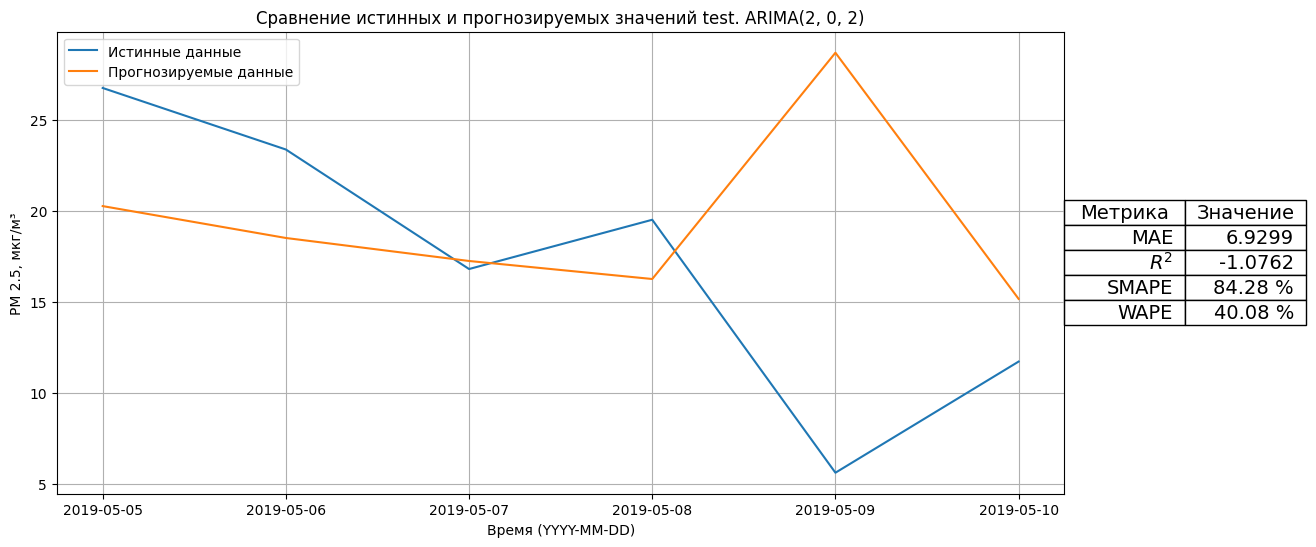 Сравнение истинных и прогнозируемых значений test. ARIMA(2, 0, 2)
Истинные данные
Прогнозируемые данные
25
20
15
10
5
PM 2.5, мкг/м³
2019-05-05 2019-05-06 2019-05-07 2019-05-08 2019-05-09 2019-05-10
Время (YYYY-MM-DD)
Метрика Значение
MAE 6.9299
R² -1.0762
SMAPE 84.28 %
WAPE 40.08 %